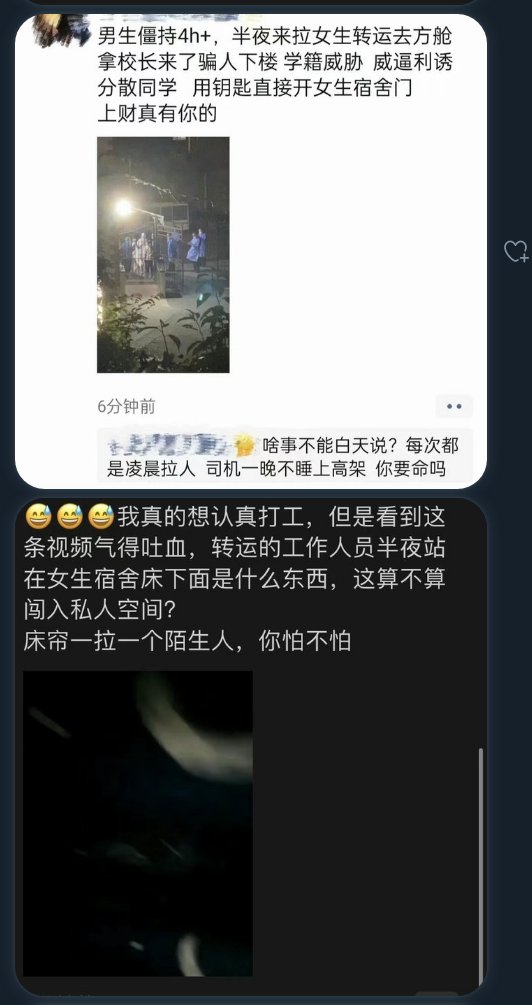 男生僵持4h+，半夜来拉女生转运去方舱
拿校长来了骗人下楼 学籍威胁 威逼利诱
分散同学 用钥匙直接开女生宿舍门
上财真有你的
6分钟前
啥事不能白天说？每次都
是凌晨拉人 司机一晚不睡上高架 你要命吗
😅😅😅我真的想认真打工，但是看到这
条视频气得吐血，转运的工作人员半夜站
在女生宿舍床下面是什么东西，这算不算
闯入私人空间？
床帘一拉一个陌生人，你怕不怕